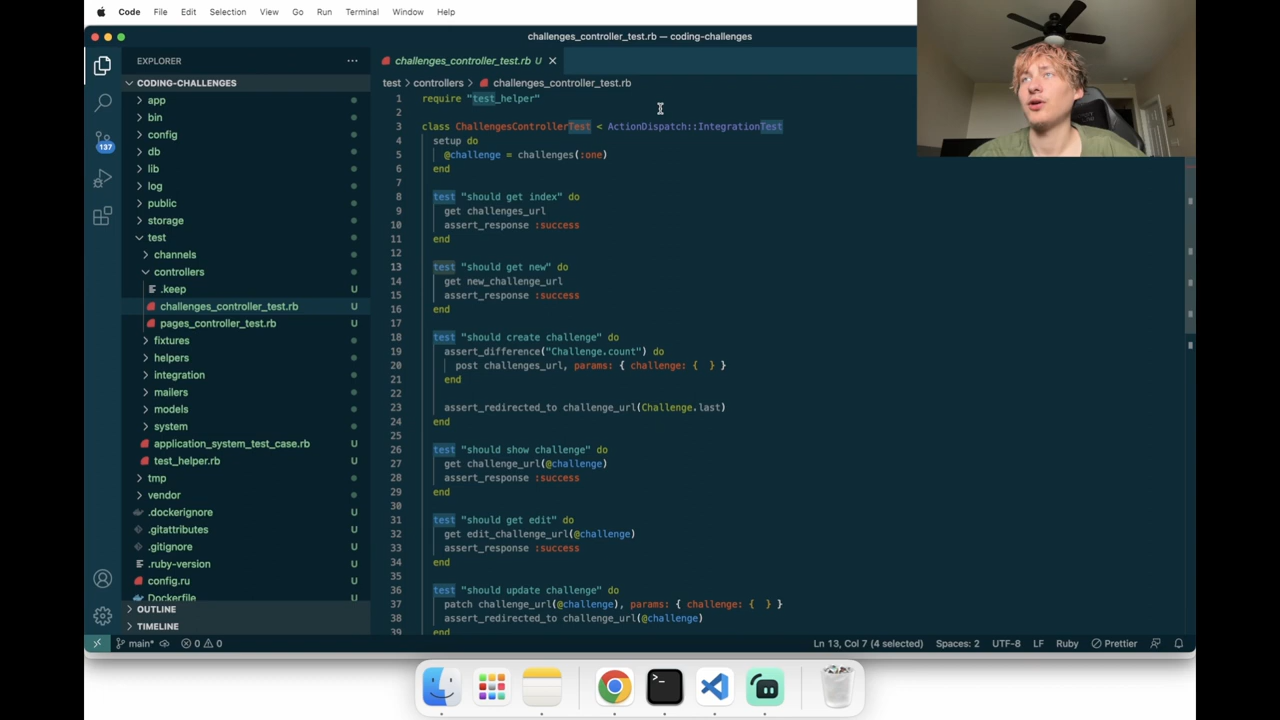 Code File Edit Selection View Go Run Terminal Window Help
challenges_controller_test.rb — coding-challenges
EXPLORER
challenges_controller_test.rb U
CODING-CHALLENGES
test > controllers > challenges_controller_test.rb
app
bin
config
db
lib
log
public
storage
test
channels
controllers
.keep U
challenges_controller_test.rb U
pages_controller_test.rb U
fixtures
helpers
integration
mailers
models
system
application_system_test_case.rb U
test_helper.rb U
tmp
vendor
.dockerignore U
.gitattributes U
.gitignore U
.ruby-version U
config.ru U
Dockerfile U
OUTLINE
TIMELINE
137
1 require "test_helper"
2
3 class ChallengesControllerTest < ActionDispatch::IntegrationTest
4 setup do
5 @challenge = challenges(:one)
6 end
7
8 test "should get index" do
9 get challenges_url
10 assert_response :success
11 end
12
13 test "should get new" do
14 get new_challenge_url
15 assert_response :success
16 end
17
18 test "should create challenge" do
19 assert_difference("Challenge.count") do
20 post challenges_url, params: { challenge: {  } }
21 end
22
23 assert_redirected_to challenge_url(Challenge.last)
24 end
25
26 test "should show challenge" do
27 get challenge_url(@challenge)
28 assert_response :success
29 end
30
31 test "should get edit" do
32 get edit_challenge_url(@challenge)
33 assert_response :success
34 end
35
36 test "should update challenge" do
37 patch challenge_url(@challenge), params: { challenge: {  } }
38 assert_redirected_to challenge_url(@challenge)
39 end
main* 0 0 Ln 13, Col 7 (4 selected) Spaces: 2 UTF-8 LF Ruby Prettier